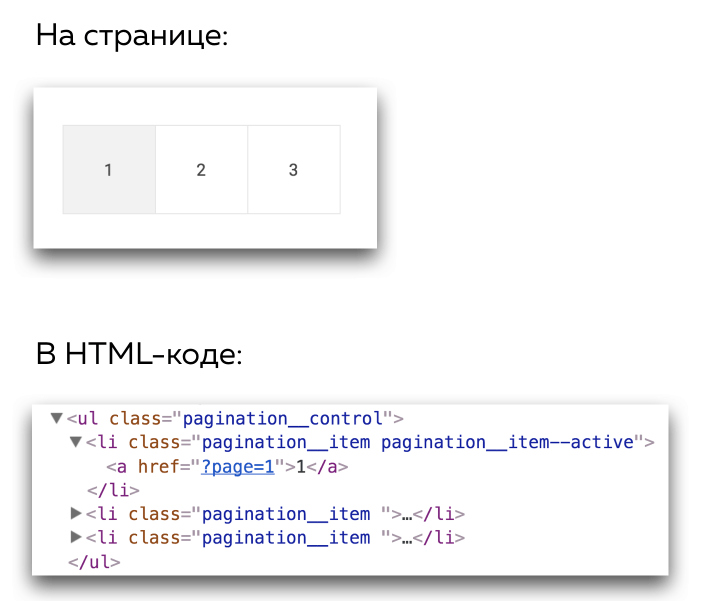 На странице:
1 2 3
В HTML-коде:
▼<ul class="pagination__control">
▼<li class="pagination__item pagination__item--active">
<a href="?page=1">1</a>
</li>
▶<li class="pagination__item ">…</li>
▶<li class="pagination__item ">…</li>
</ul>